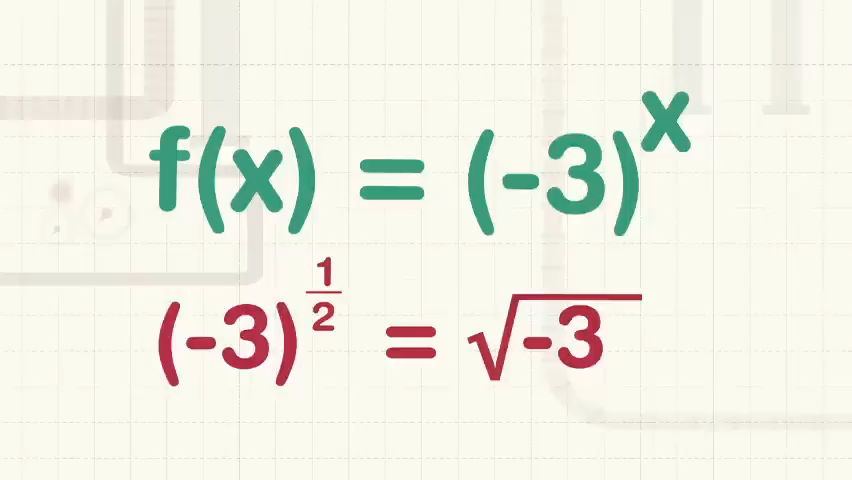 f(x) = (-3)^x
(-3)^(1/2) = √-3